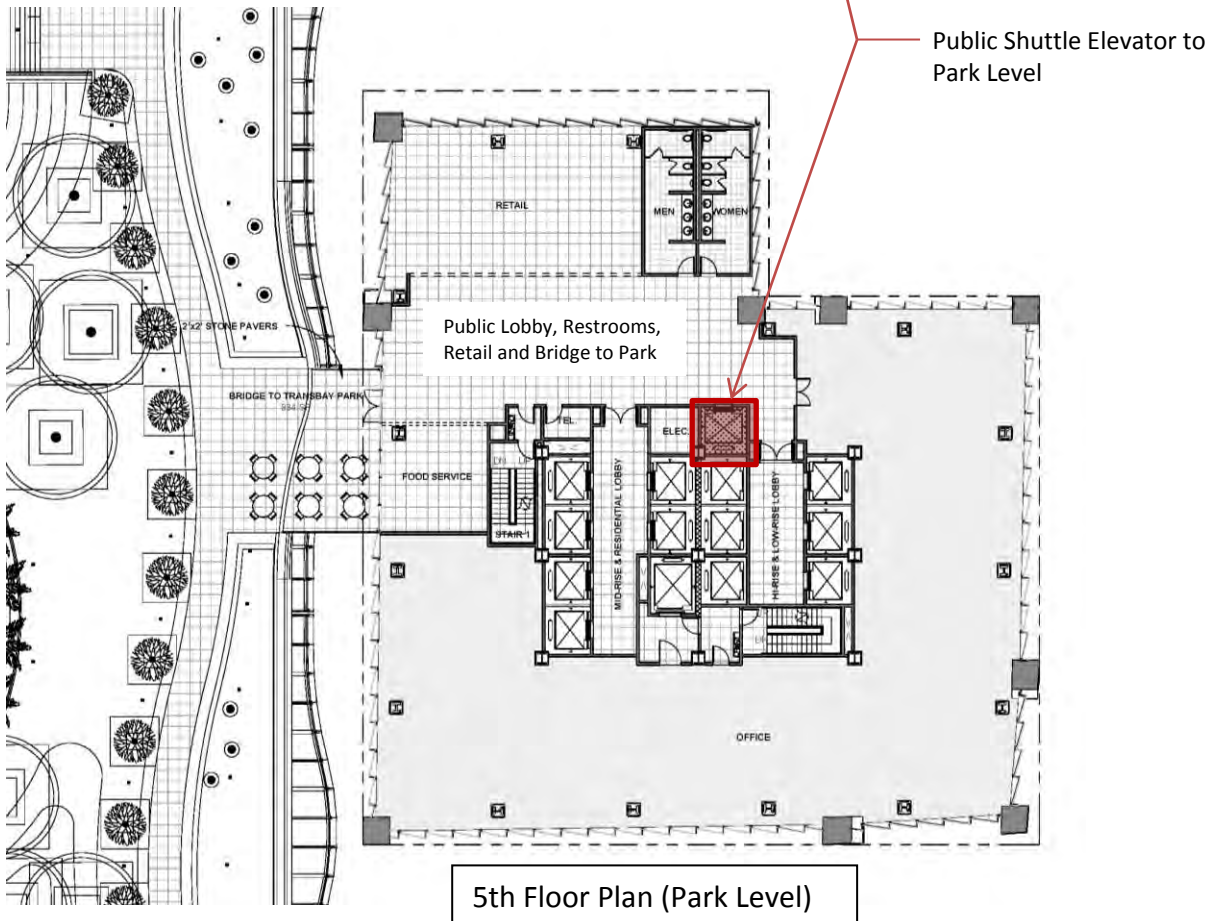 Public Shuttle Elevator to
Park Level
RETAIL
MEN
WOMEN
2'x2' STONE PAVERS
Public Lobby, Restrooms,
Retail and Bridge to Park
BRIDGE TO TRANSBAY PARK
TEL
ELEC.
FOOD SERVICE
DN
UP
STAIR 1
MID-RISE & RESIDENTIAL LOBBY
HI-RISE & LOW-RISE LOBBY
OFFICE
5th Floor Plan (Park Level)